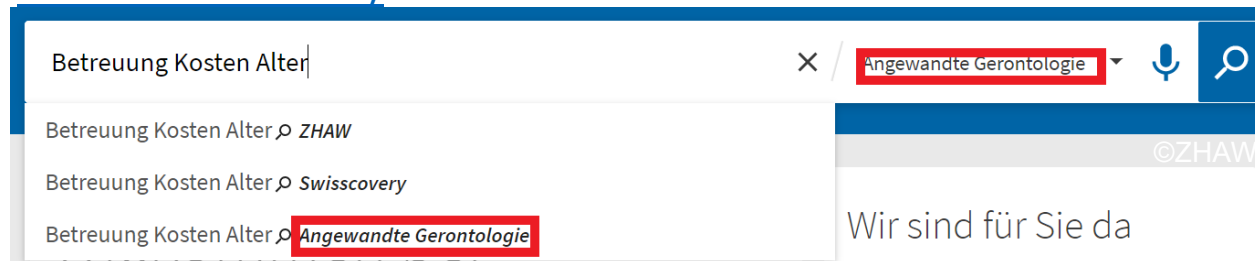 Betreuung Kosten Alter Angewandte Gerontologie
Betreuung Kosten Alter ZHAW
©ZHAW
Betreuung Kosten Alter Swisscovery
Betreuung Kosten Alter Angewandte Gerontologie
Wir sind für Sie da